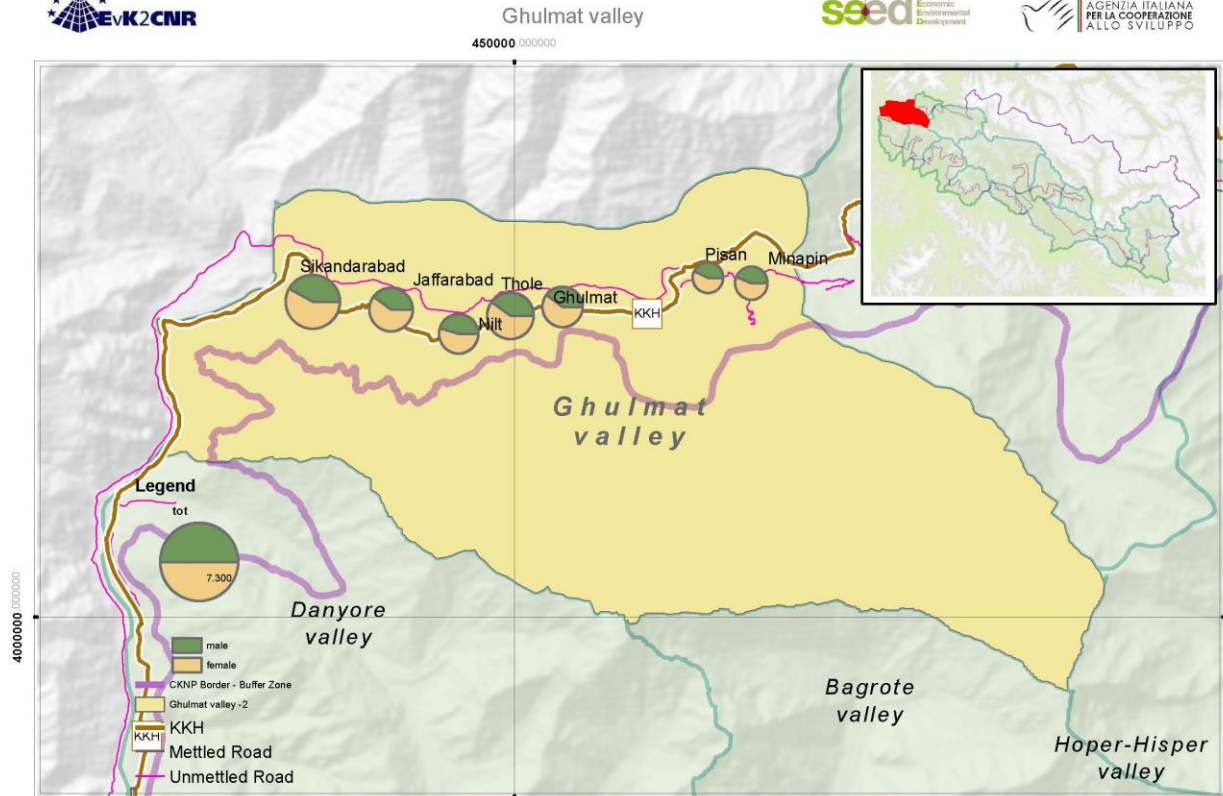 EvK2CNR
Ghulmat valley
seed
Economic
Environmental
Development
AGENZIA ITALIANA
PER LA COOPERAZIONE
ALLO SVILUPPO
450000,000000
Sikandarabad
Jaffarabad
Thole
Nilt
Ghulmat
Pisan
Minapin
KKH
Ghulmat
valley
Legend
tot
7.300
4000000,000000
Danyore
valley
male
female
CKNP Border - Buffer Zone
Ghulmat valley -2
KKH
KKH
Mettled Road
Unmettled Road
Bagrote
valley
Hoper-Hisper
valley